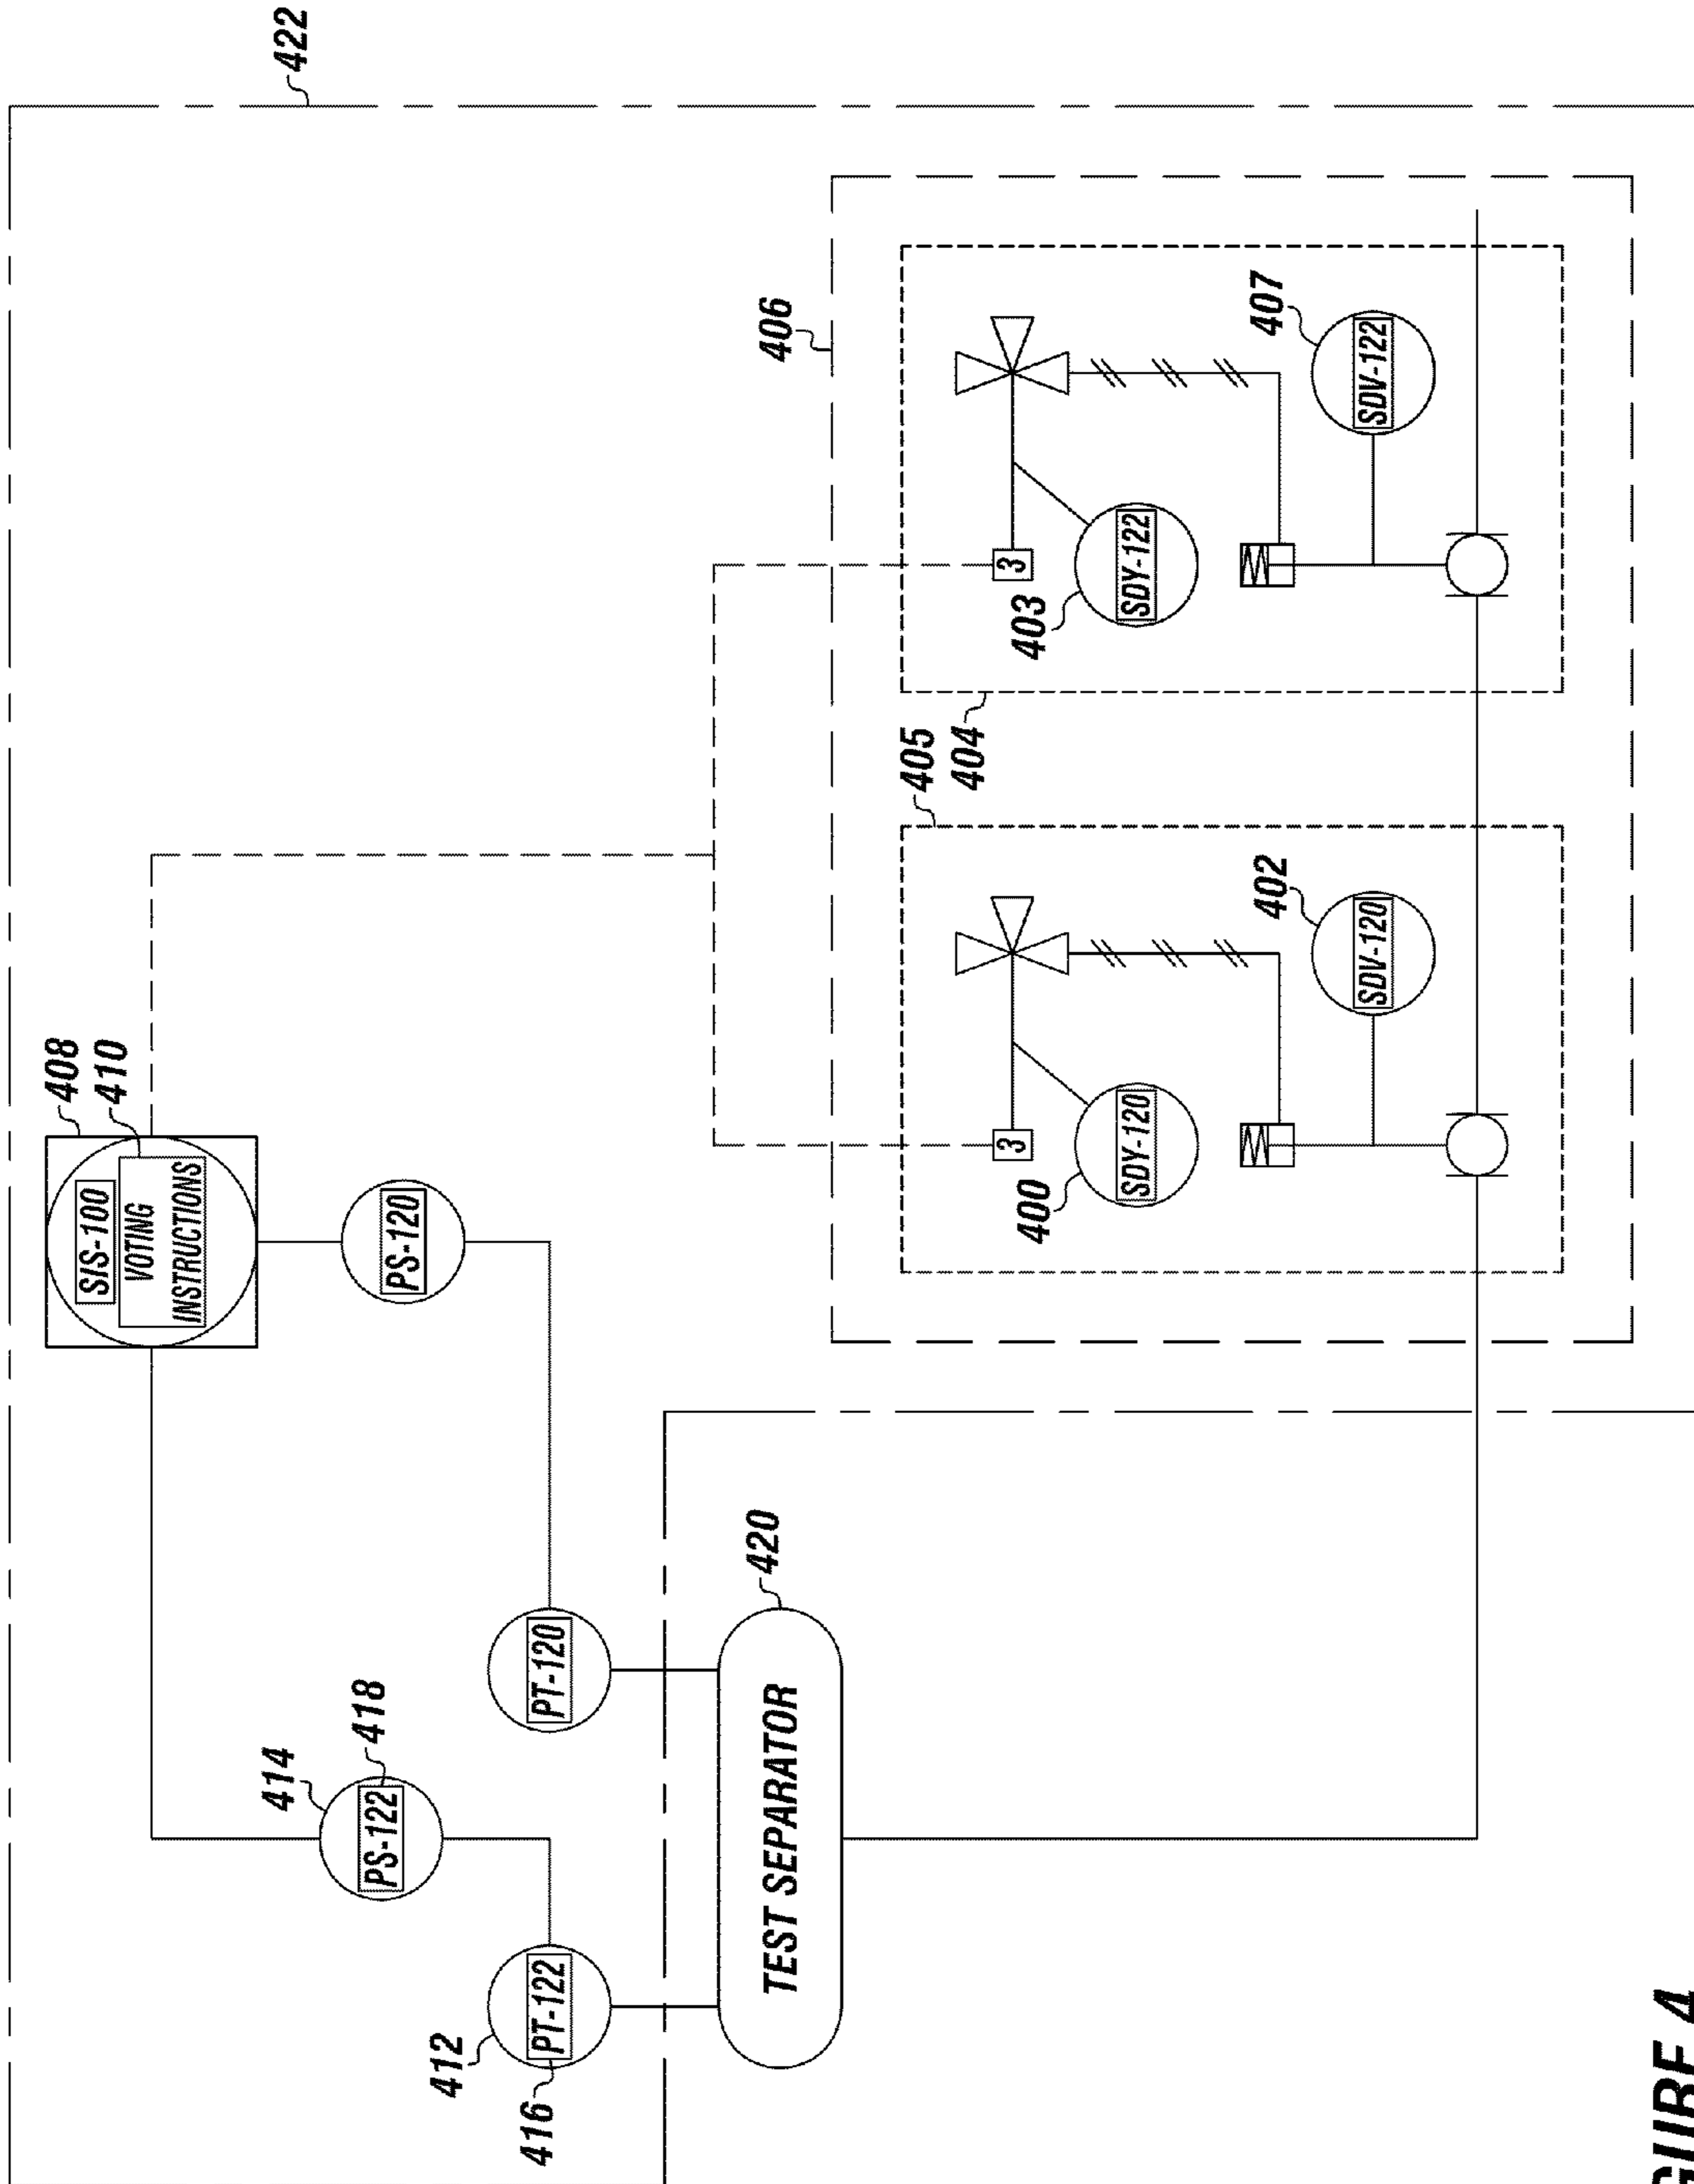 408
SIS-100
410
VOTING
INSTRUCTIONS
422
414
418
PS-122
PS-120
412
416
PT-122
PT-120
420
TEST SEPARATOR
406
405
404
3
3
400
403
SDY-120
SDY-122
402
407
SDV-120
SDV-122
GURE 4